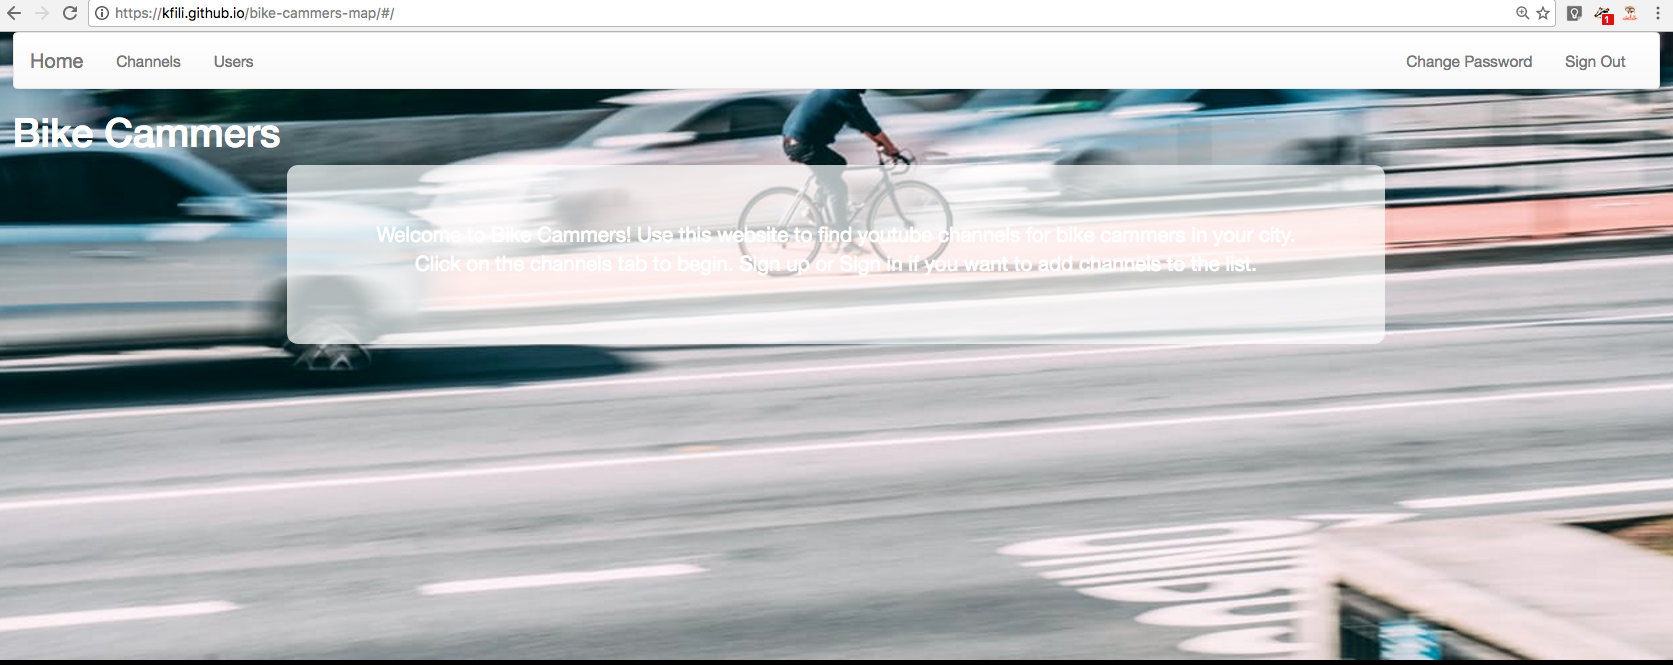 https://kfili.github.io/bike-cammers-map/#/
1
Home Channels Users Change Password Sign Out
Bike Cammers
Welcome to Bike Cammers! Use this website to find youtube channels for bike cammers in your city.
Click on the channels tab to begin. Sign up or Sign in if you want to add channels to the list.